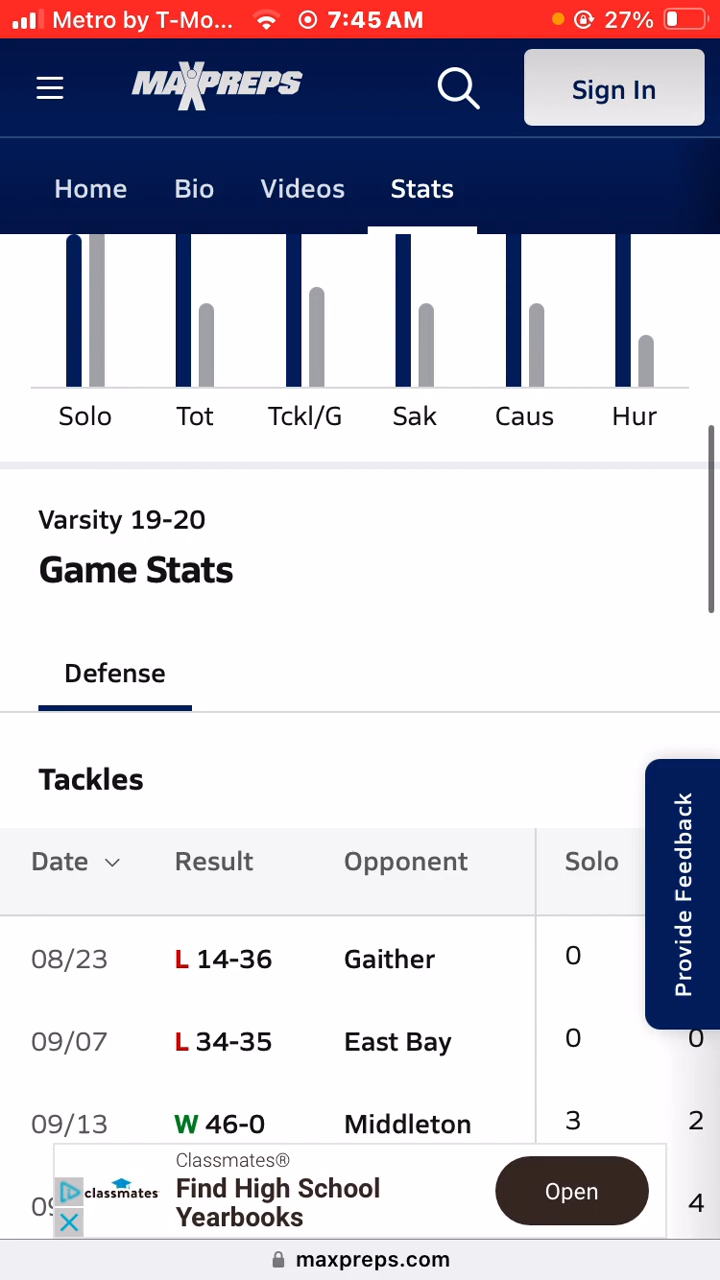 Metro by T-Mo... 7:45 AM 27%
MAXPREPS Sign In
Home Bio Videos Stats
Solo Tot Tckl/G Sak Caus Hur
Varsity 19-20
Game Stats
Defense
Tackles
Provide Feedback
Date Result Opponent Solo
08/23 L 14-36 Gaither 0
09/07 L 34-35 East Bay 0 0
09/13 W 46-0 Middleton 3 2
4
Classmates®
classmates Find High School
Yearbooks
Open
maxpreps.com